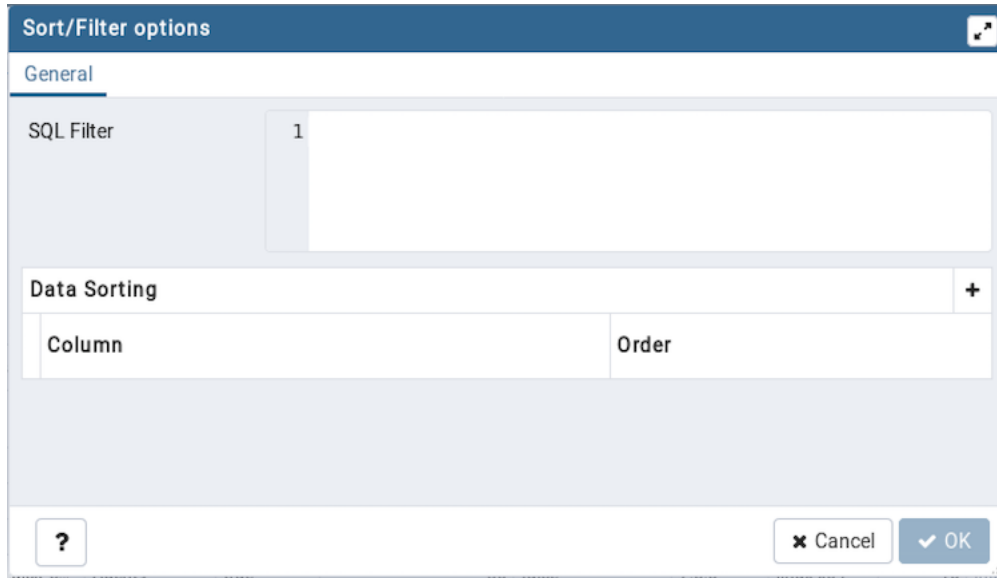 Sort/Filter options
General
SQL Filter
1
Data Sorting
+
Column Order
?
Cancel
OK